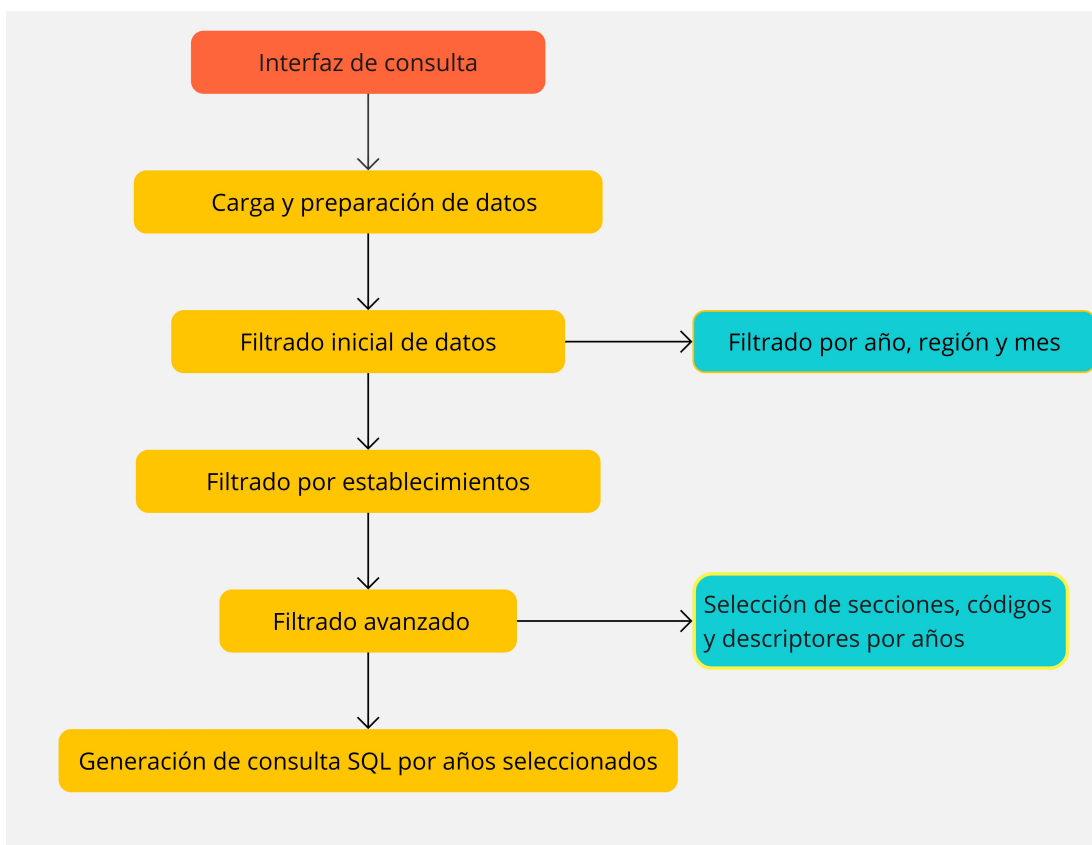 Interfaz de consulta
Carga y preparación de datos
Filtrado inicial de datos
Filtrado por año, región y mes
Filtrado por establecimientos
Filtrado avanzado
Selección de secciones, códigos
y descriptores por años
Generación de consulta SQL por años seleccionados